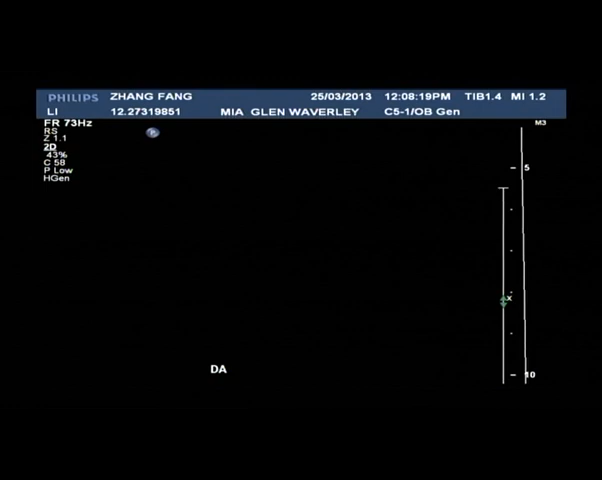 PHILIPS ZHANG FANG 25/03/2013 12:08:19PM TIB1.4 MI 1.2
LI 12.27319851 MIA GLEN WAVERLEY C5-1/OB Gen
FR 73Hz M3
RS
Z 1.1
2D
43%
C 58
P Low
HGen
P
5
x
DA
10